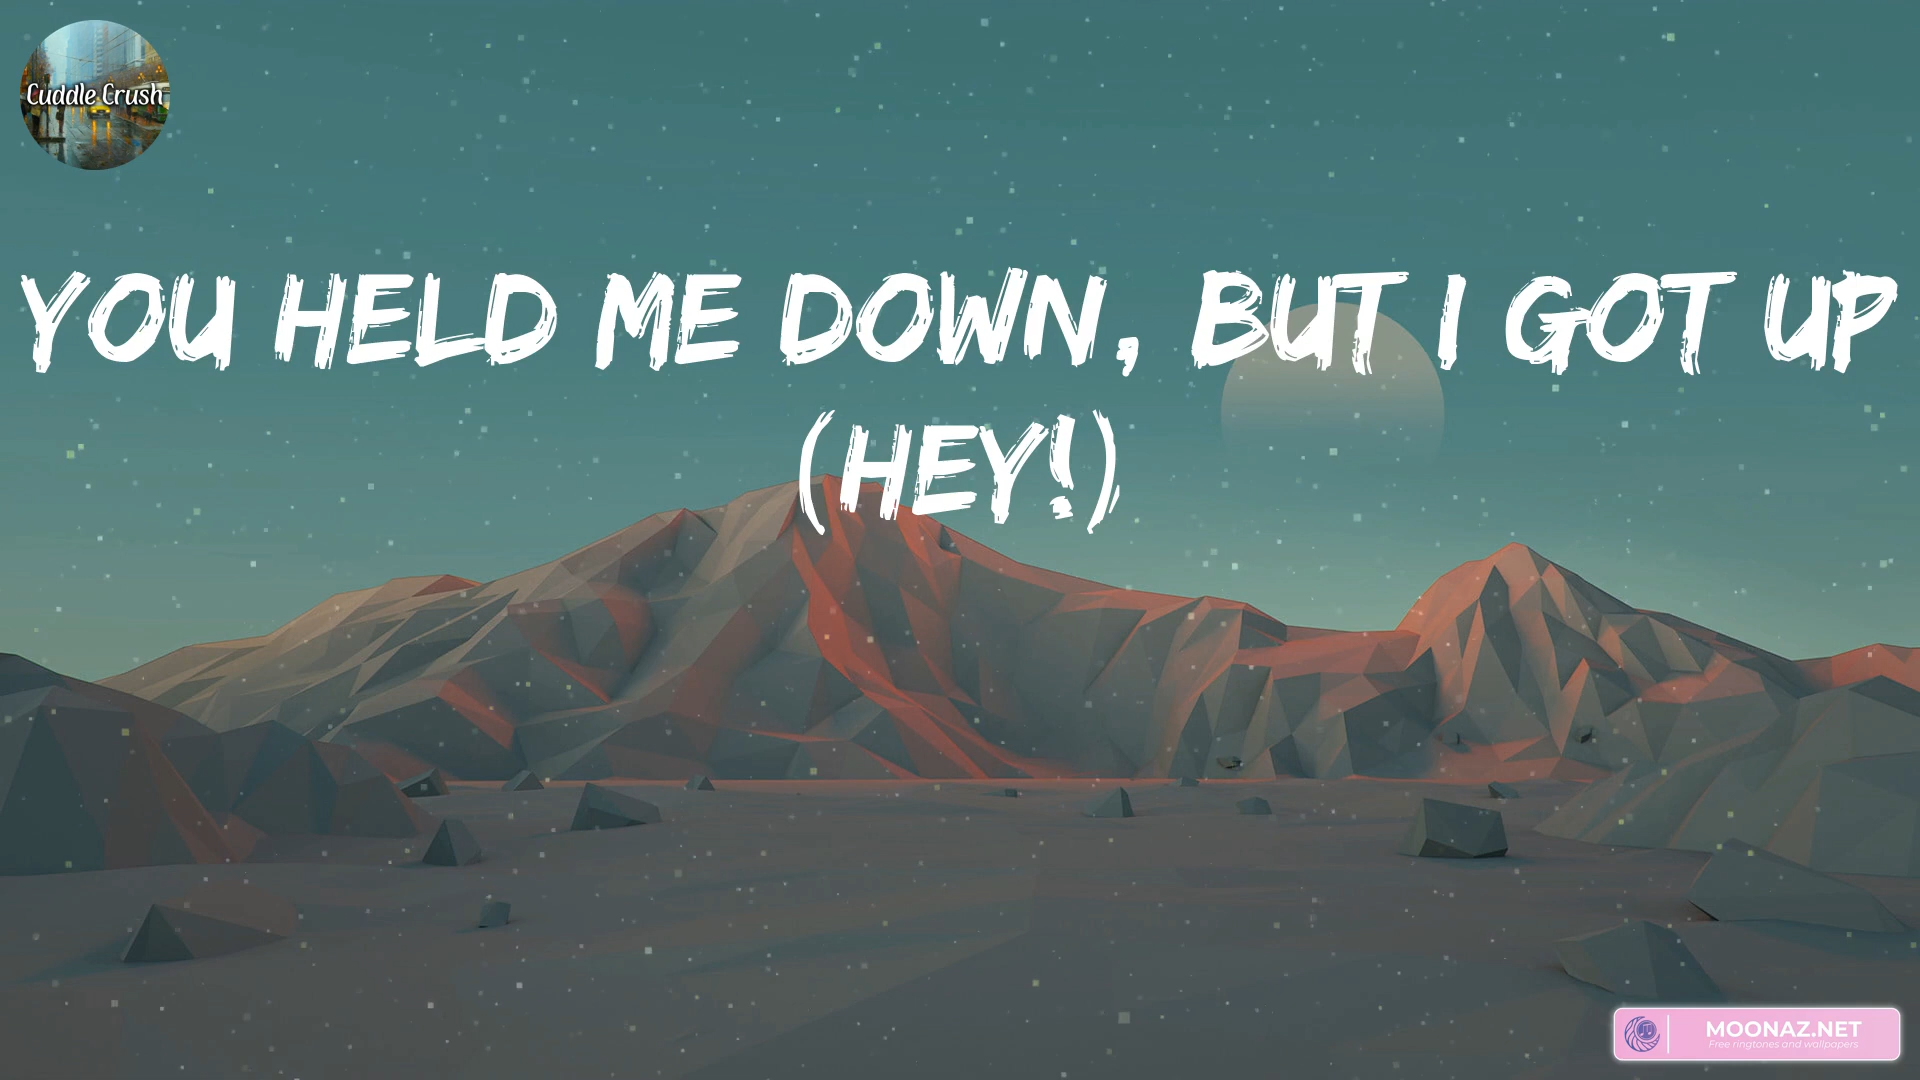 Cuddle Crush
YOU HELD ME DOWN, BUT I GOT UP
(HEY!)
MOONAZ.NET
Free ringtones and wallpapers